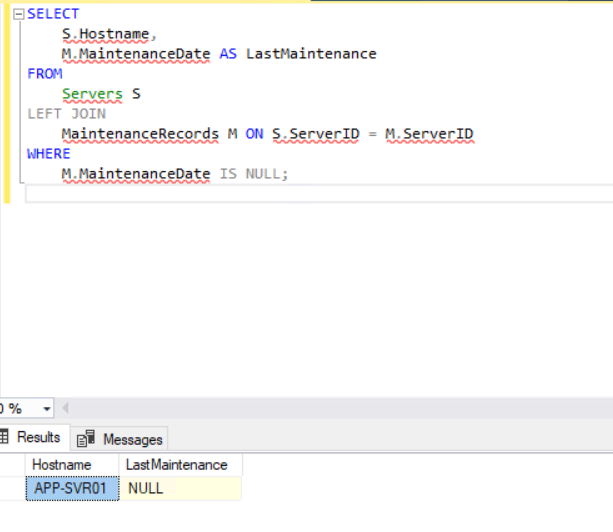 SELECT
S.Hostname,
M.MaintenanceDate AS LastMaintenance
FROM
Servers S
LEFT JOIN
MaintenanceRecords M ON S.ServerID = M.ServerID
WHERE
M.MaintenanceDate IS NULL;
0 %
Results Messages
Hostname LastMaintenance
APP-SVR01 NULL